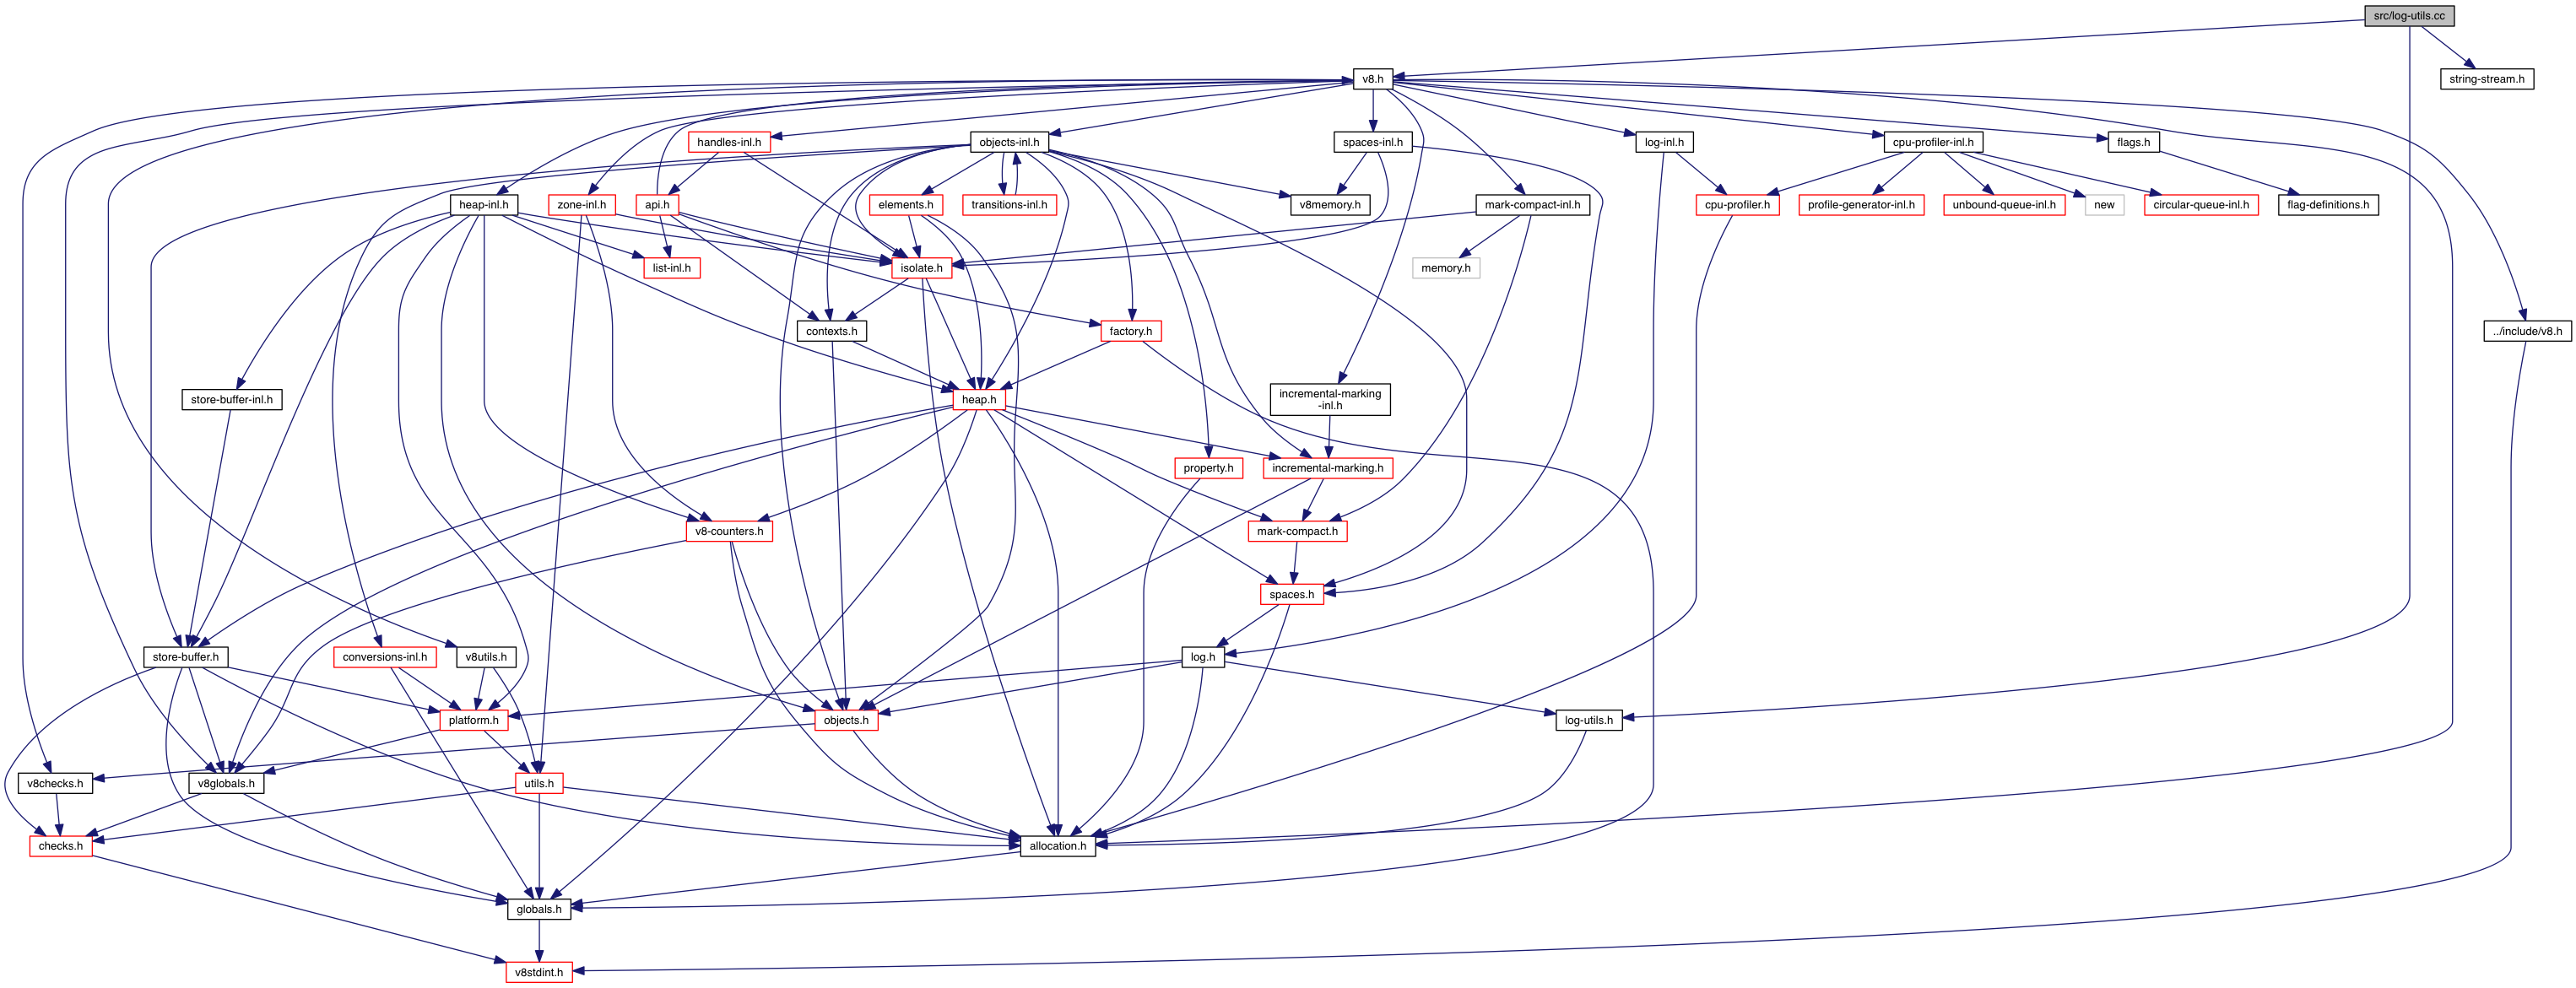 src/log-utils.cc
v8.h
string-stream.h
handles-inl.h
objects-inl.h
spaces-inl.h
log-inl.h
cpu-profiler-inl.h
flags.h
heap-inl.h
zone-inl.h
api.h
elements.h
transitions-inl.h
v8memory.h
mark-compact-inl.h
cpu-profiler.h
profile-generator-inl.h
unbound-queue-inl.h
new
circular-queue-inl.h
flag-definitions.h
list-inl.h
isolate.h
memory.h
contexts.h
factory.h
../include/v8.h
store-buffer-inl.h
heap.h
incremental-marking
-inl.h
property.h
incremental-marking.h
v8-counters.h
mark-compact.h
spaces.h
store-buffer.h
conversions-inl.h
v8utils.h
log.h
platform.h
objects.h
log-utils.h
v8checks.h
v8globals.h
utils.h
checks.h
allocation.h
globals.h
v8stdint.h